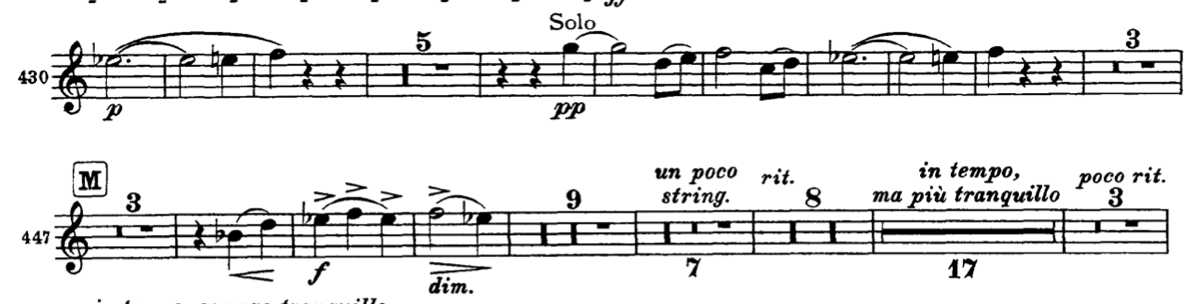 Solo
5
3
430
p
pp
M
un poco
rit.
in tempo,
poco rit.
3
9
string.
8
ma più tranquillo
3
447
f
dim.
7
17